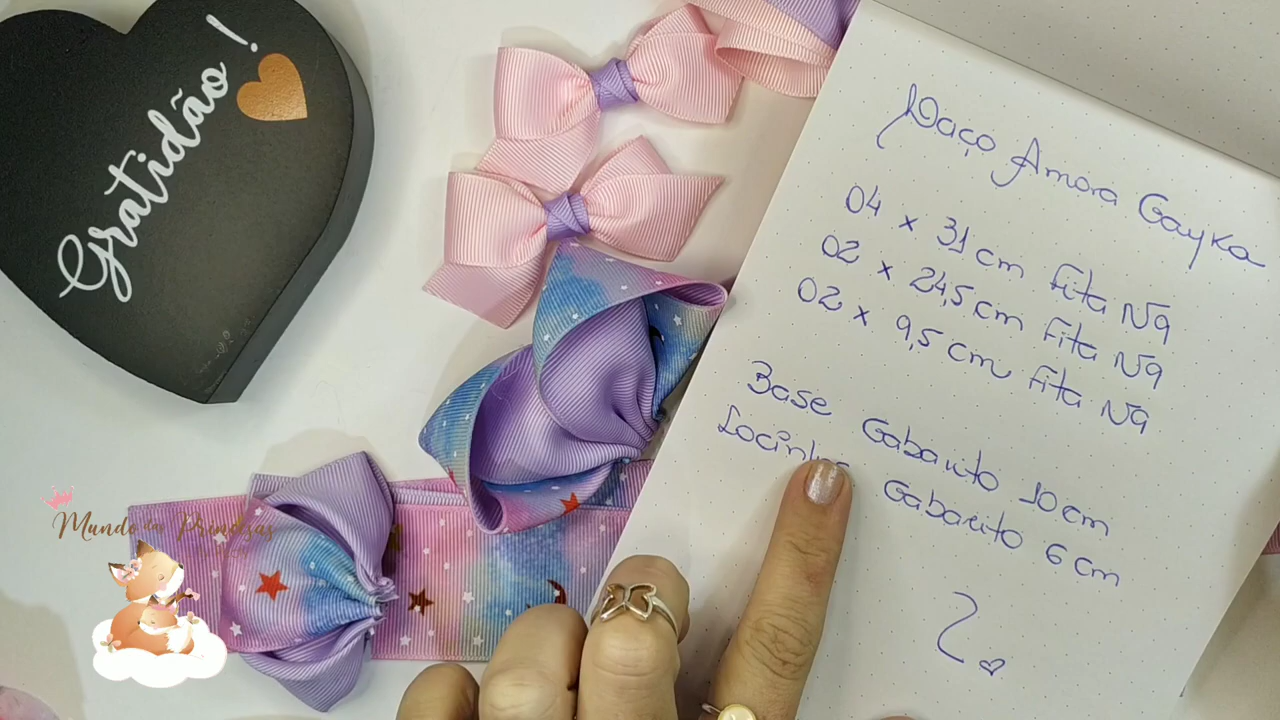 Gratidão!
Laço Amora Gayka
04 x 31 cm fita Nº9
02 x 24,5 cm fita Nº9
02 x 9,5 cm fita Nº9
Base Gabarito 10 cm
Gabarito 6 cm
Mundo das Princesas